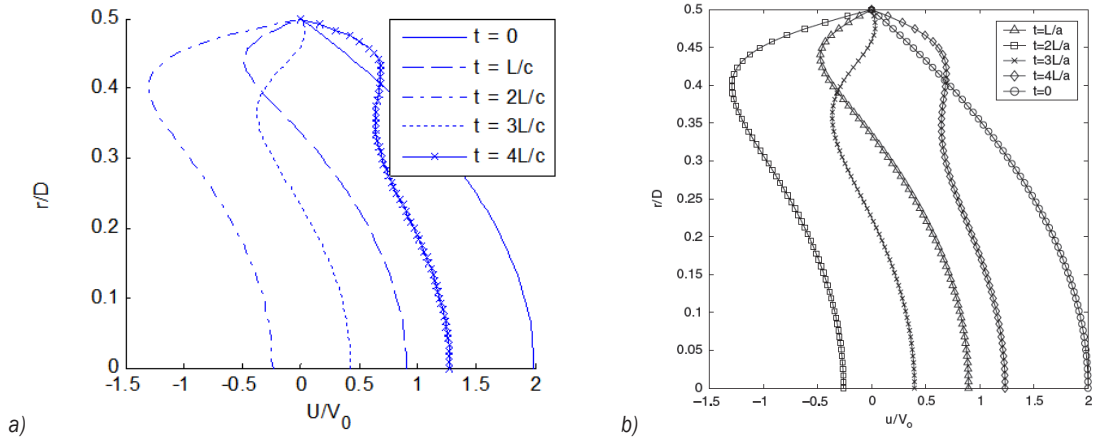 0.5
0.4
0.3
0.2
0.1
0
r/D
-1.5 -1 -0.5 0 0.5 1 1.5 2
U/V0
t = 0
t = L/c
t = 2L/c
t = 3L/c
t = 4L/c
a)
0.5
0.45
0.4
0.35
0.3
0.25
0.2
0.15
0.1
0.05
0
r/D
−1.5 −1 −0.5 0 0.5 1 1.5 2
u/Vo
t=L/a
t=2L/a
t=3L/a
t=4L/a
t=0
b)